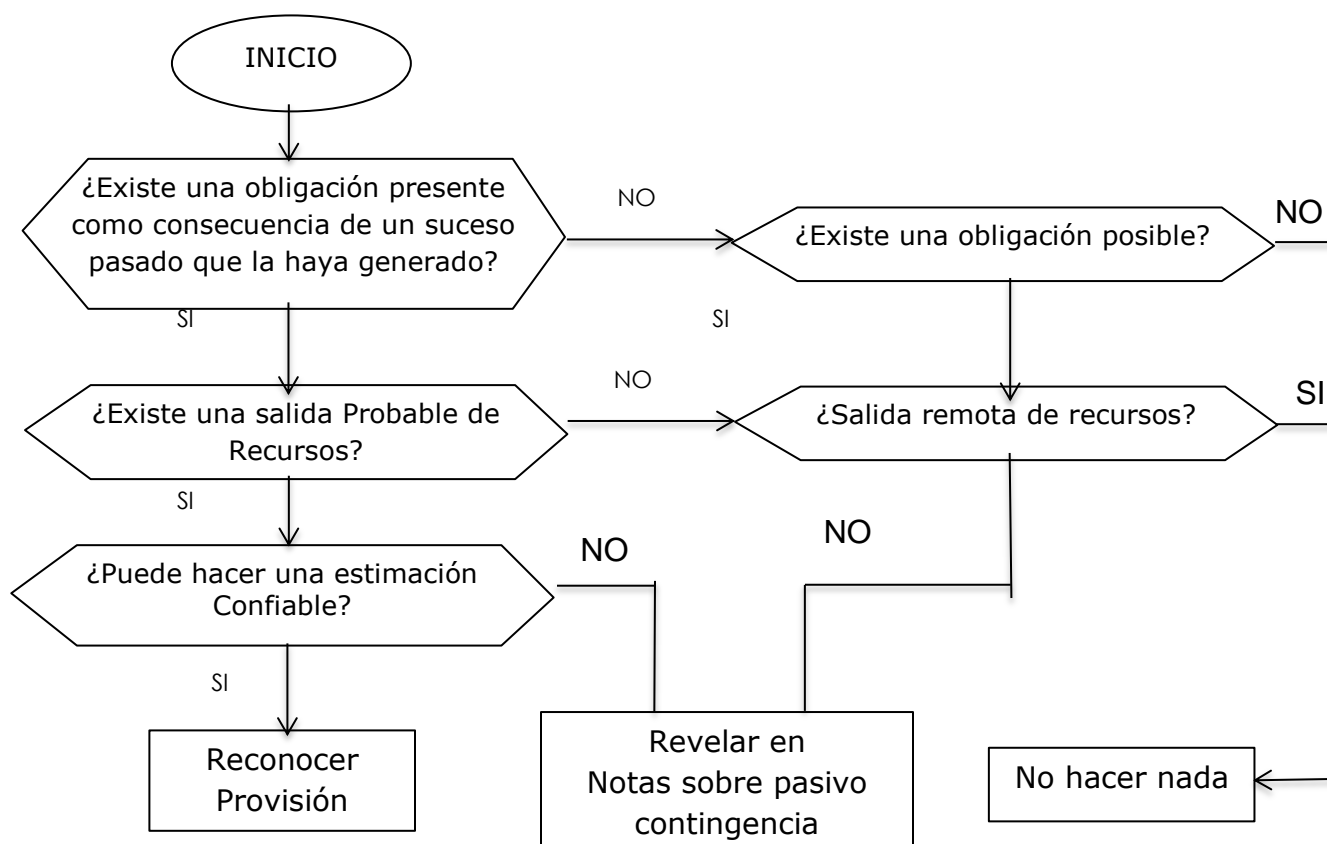 INICIO
¿Existe una obligación presente
como consecuencia de un suceso
pasado que la haya generado?
NO
¿Existe una obligación posible?
NO
SI
SI
¿Existe una salida Probable de
Recursos?
NO
¿Salida remota de recursos?
SI
SI
¿Puede hacer una estimación
Confiable?
NO
NO
SI
Reconocer
Provisión
Revelar en
Notas sobre pasivo
contingencia
No hacer nada